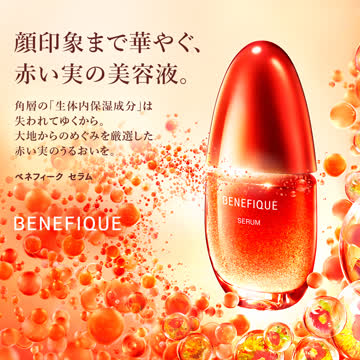 顔印象まで華やぐ、
赤い実の美容液。
角層の「生体内保湿成分」は
失われてゆくから。
大地からのめぐみを厳選した
赤い実のうるおいを。
ベネフィーク セラム
BENEFIQUE
BENEFIQUE
SERUM